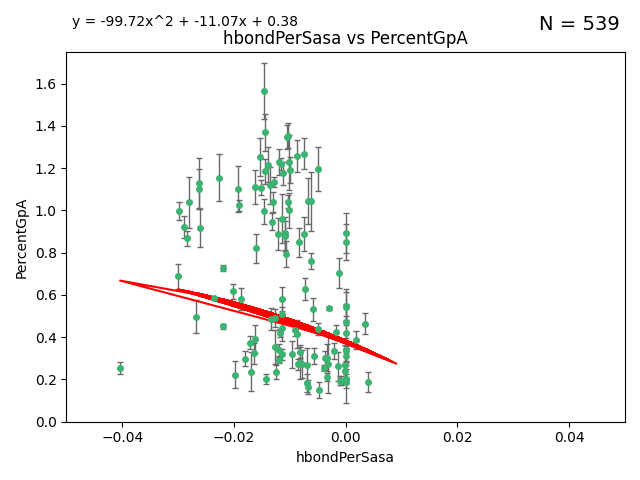 y = -99.72x^2 + -11.07x + 0.38
N = 539
hbondPerSasa vs PercentGpA
PercentGpA
1.6
1.4
1.2
1.0
0.8
0.6
0.4
0.2
0.0
−0.04
−0.02
0.00
0.02
0.04
hbondPerSasa